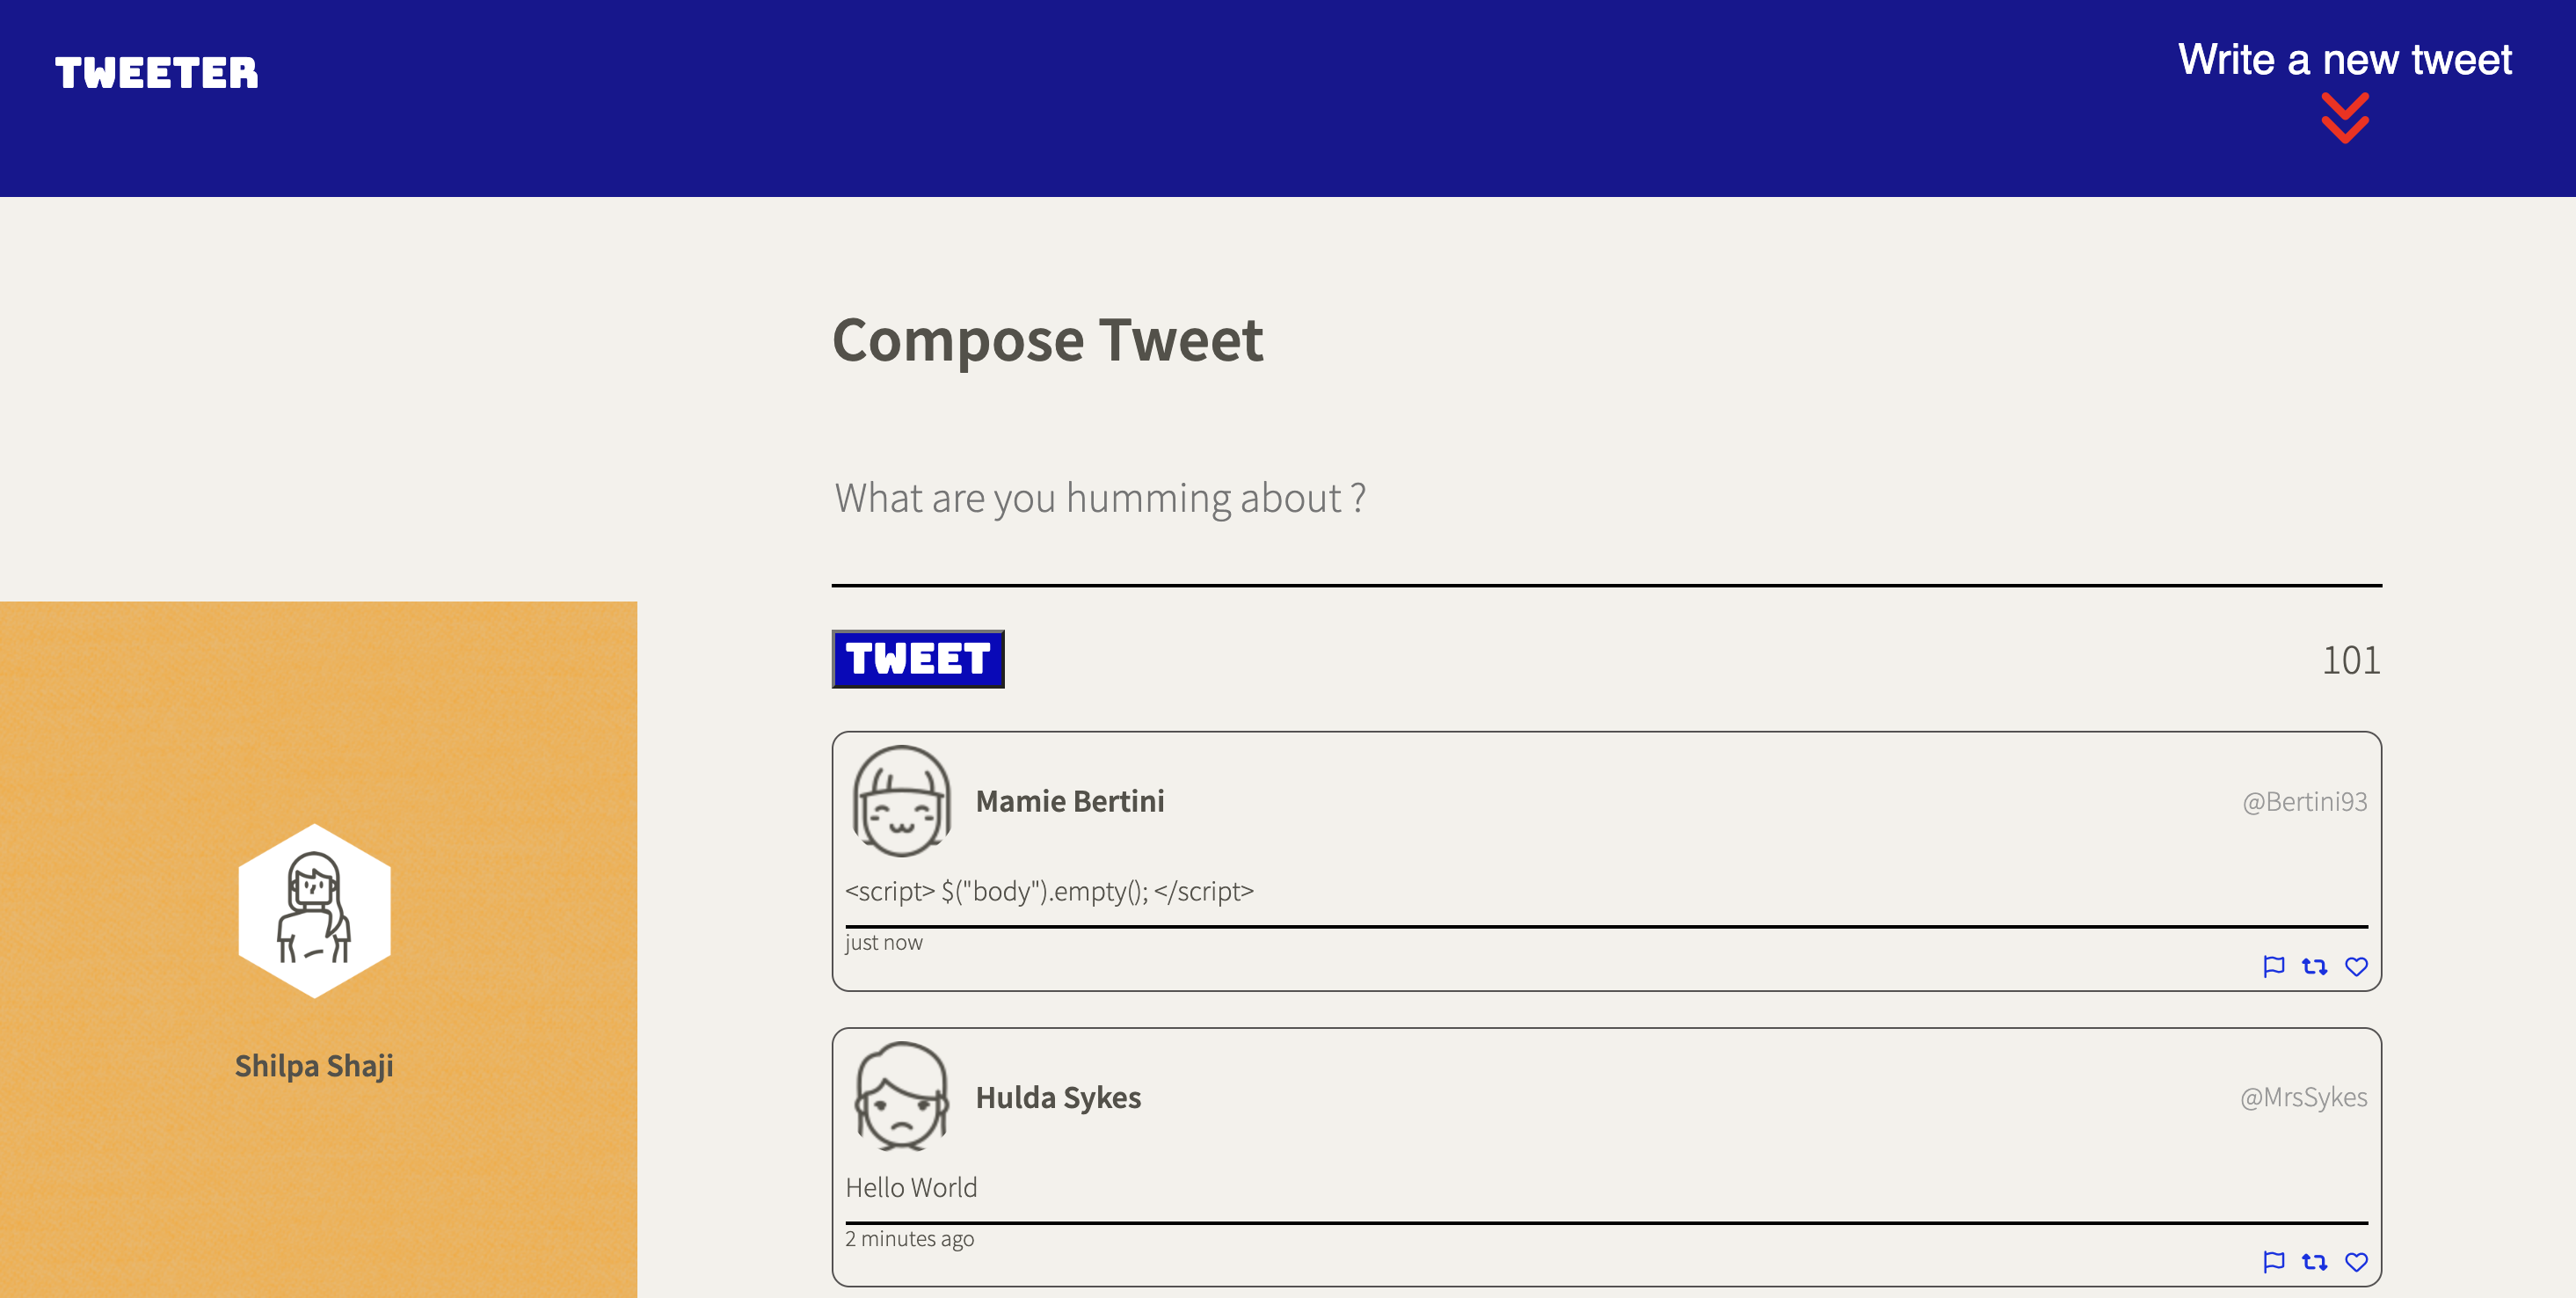 TWEETER
Write a new tweet
Compose Tweet
What are you humming about ?
TWEET
101
Mamie Bertini
@Bertini93
<script> $("body").empty(); </script>
just now
Shilpa Shaji
Hulda Sykes
@MrsSykes
Hello World
2 minutes ago